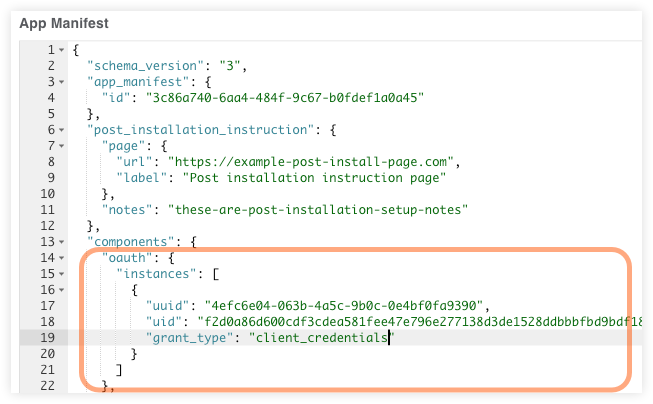 App Manifest
1 {
2 "schema_version": "3",
3 "app_manifest": {
4 "id": "3c86a740-6aa4-484f-9c67-b0fdef1a0a45"
5 },
6 "post_installation_instruction": {
7 "page": {
8 "url": "https://example-post-install-page.com",
9 "label": "Post installation instruction page"
10 },
11 "notes": "these-are-post-installation-setup-notes"
12 },
13 "components": {
14 "oauth": {
15 "instances": [
16 {
17 "uuid": "4efc6e04-063b-4a5c-9b0c-0e4bf0fa9390",
18 "uid": "f2d0a86d600cdf3cdea581fee47e796e277138d3de1528ddbbbfbd9bdf18
19 "grant_type": "client_credentials"
20 }
21 ]
22 },